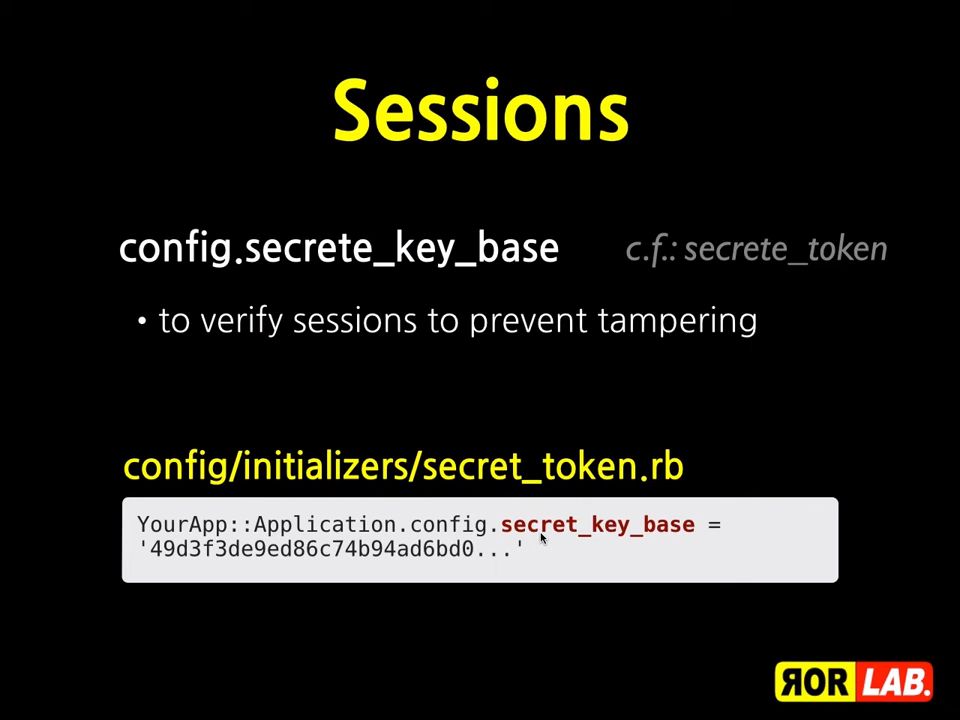 Sessions
config.secrete_key_base c.f.: secrete_token
• to verify sessions to prevent tampering
config/initializers/secret_token.rb
YourApp::Application.config.secret_key_base =
'49d3f3de9ed86c74b94ad6bd0...'
ЯOR LAB.